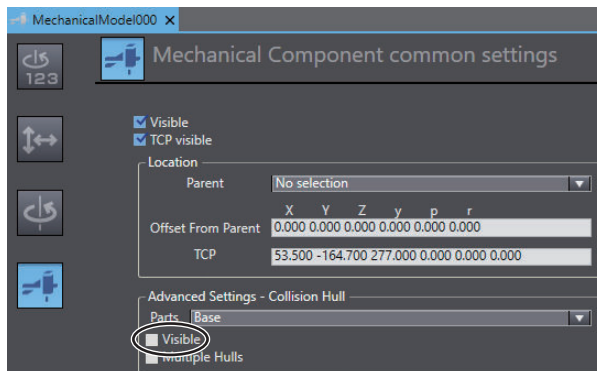 MechanicalModel000 X
Mechanical Component common settings
123
Visible
TCP visible
Location
Parent No selection
X Y Z y p r
Offset From Parent 0.000 0.000 0.000 0.000 0.000 0.000
TCP 53.500 -164.700 277.000 0.000 0.000 0.000
Advanced Settings - Collision Hull
Parts Base
Visible
Multiple Hulls